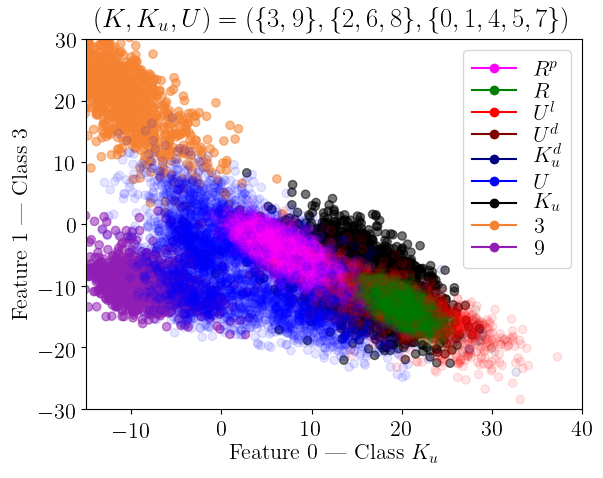 (K, K_u, U) = ({3, 9}, {2, 6, 8}, {0, 1, 4, 5, 7})
30
20
10
0
−10
−20
−30
Feature 1 — Class 3
R^p
R
U^l
U^d
K_u^d
U
K_u
3
9
−10
0
10
20
30
40
Feature 0 — Class K_u